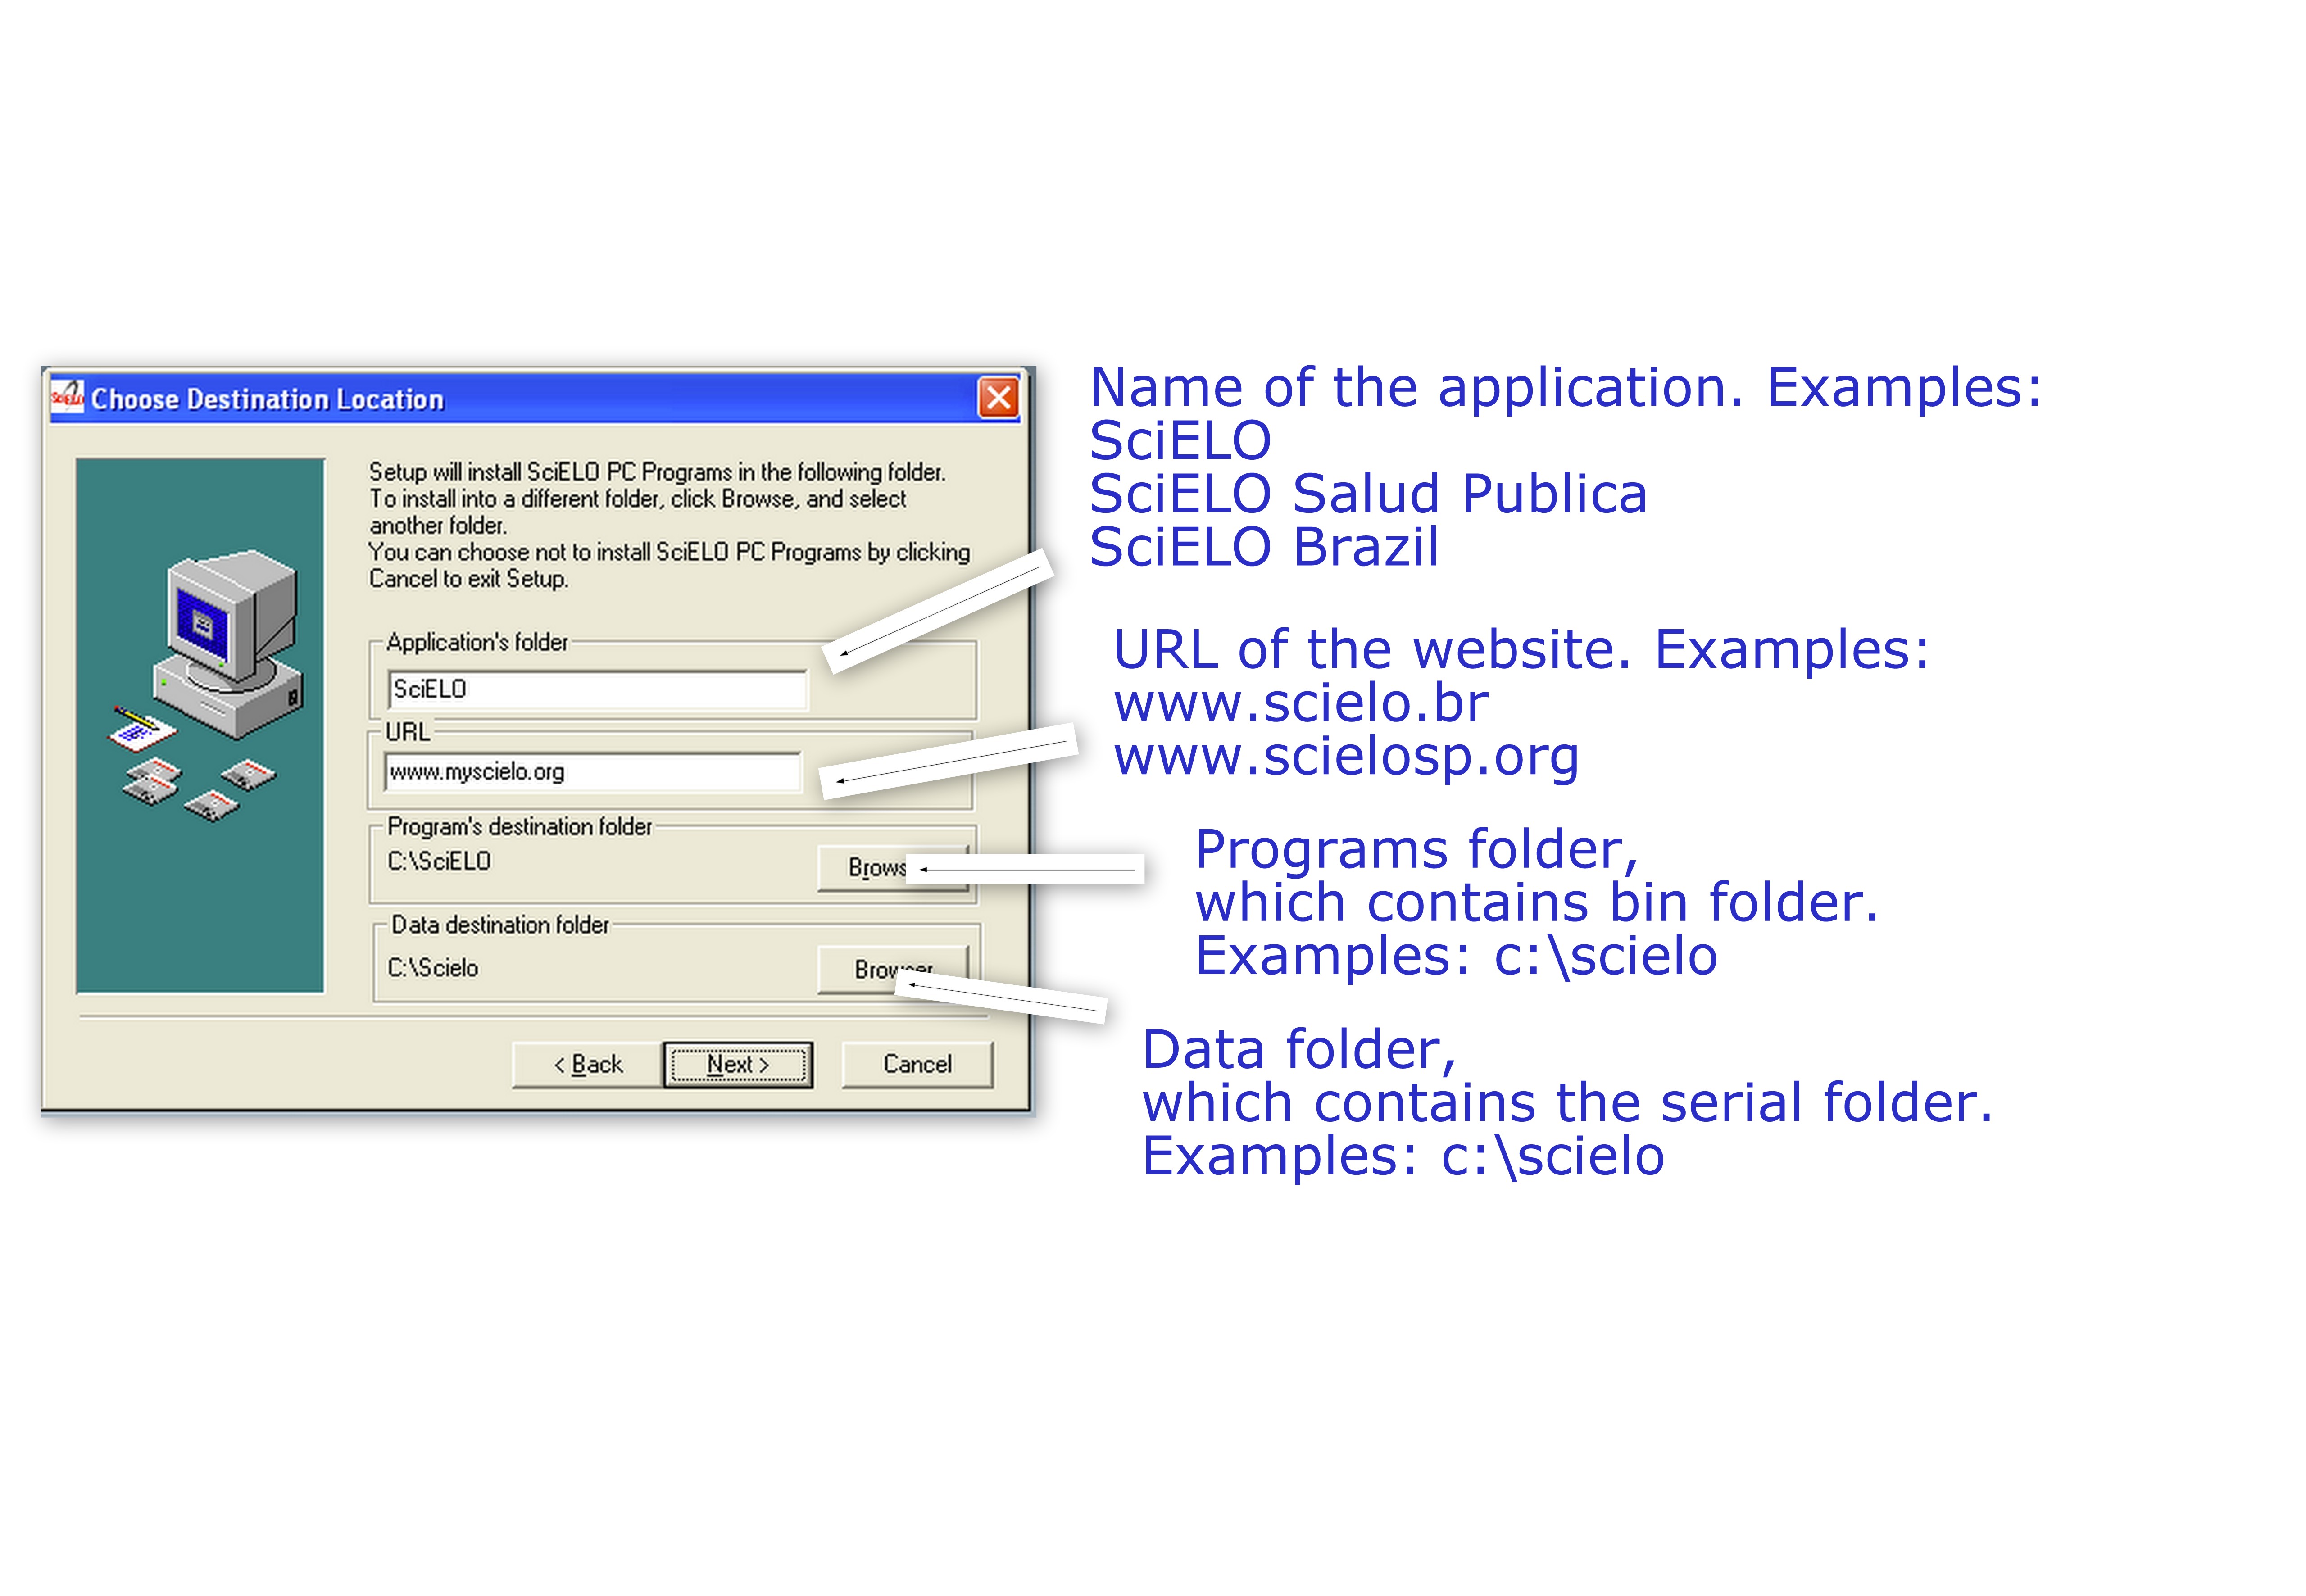 Choose Destination Location
Setup will install SciELO PC Programs in the following folder.
To install into a different folder, click Browse, and select
another folder.
You can choose not to install SciELO PC Programs by clicking
Cancel to exit Setup.
Application's folder
SciELO
URL
www.myscielo.org
Program's destination folder
C:\SciELO
Data destination folder
C:\Scielo
Browser
< Back
Next >
Cancel
Name of the application. Examples:
SciELO
SciELO Salud Publica
SciELO Brazil
URL of the website. Examples:
www.scielo.br
www.scielosp.org
Programs folder,
which contains bin folder.
Examples: c:\scielo
Data folder,
which contains the serial folder.
Examples: c:\scielo